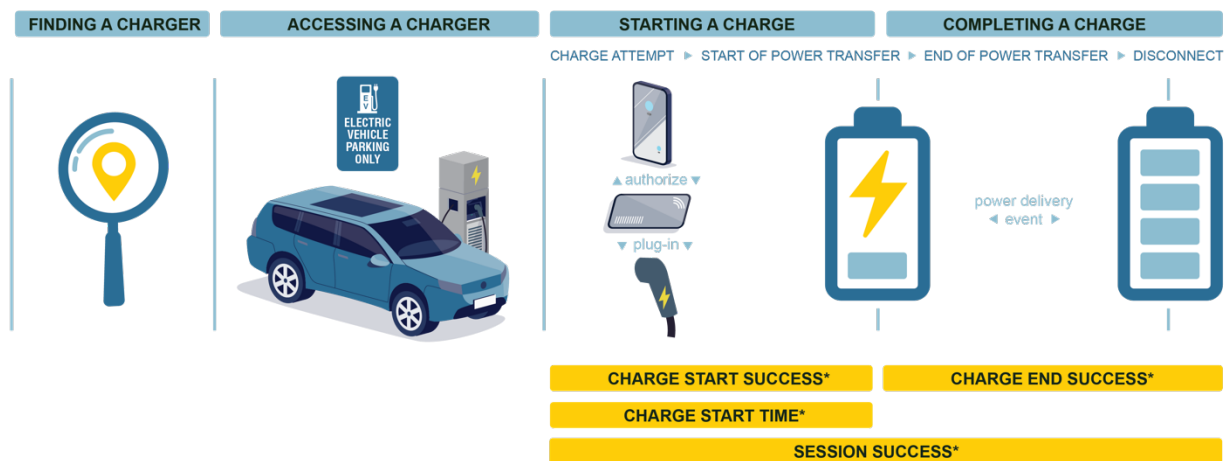 FINDING A CHARGER
ACCESSING A CHARGER
STARTING A CHARGE
COMPLETING A CHARGE
CHARGE ATTEMPT ▶ START OF POWER TRANSFER ▶ END OF POWER TRANSFER ▶ DISCONNECT
EV
ELECTRIC
VEHICLE
PARKING
ONLY
▲ authorize ▼
▼ plug-in ▼
power delivery
◀ event ▶
CHARGE START SUCCESS*
CHARGE END SUCCESS*
CHARGE START TIME*
SESSION SUCCESS*